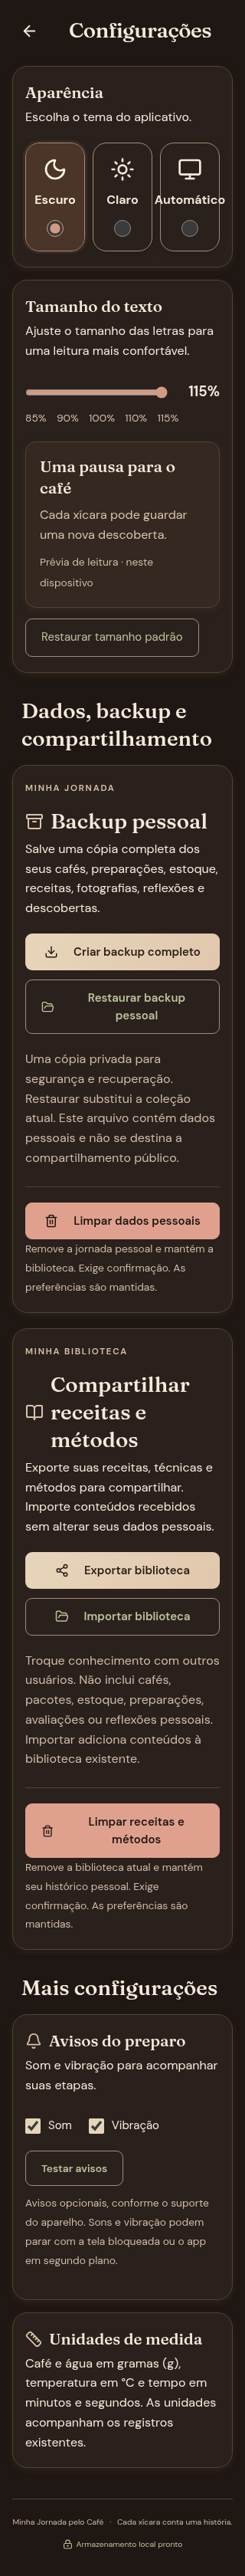 Configurações
Aparência
Escolha o tema do aplicativo.
Escuro
Claro
Automático
Tamanho do texto
Ajuste o tamanho das letras para
uma leitura mais confortável.
115%
85% 90% 100% 110% 115%
Uma pausa para o
café
Cada xícara pode guardar
uma nova descoberta.
Prévia de leitura · neste
dispositivo
Restaurar tamanho padrão
Dados, backup e
compartilhamento
MINHA JORNADA
Backup pessoal
Salve uma cópia completa dos
seus cafés, preparações, estoque,
receitas, fotografias, reflexões e
descobertas.
Criar backup completo
Restaurar backup
pessoal
Uma cópia privada para
segurança e recuperação.
Restaurar substitui a coleção
atual. Este arquivo contém dados
pessoais e não se destina a
compartilhamento público.
Limpar dados pessoais
Remove a jornada pessoal e mantém a
biblioteca. Exige confirmação. As
preferências são mantidas.
MINHA BIBLIOTECA
Compartilhar
receitas e
métodos
Exporte suas receitas, técnicas e
métodos para compartilhar.
Importe conteúdos recebidos
sem alterar seus dados pessoais.
Exportar biblioteca
Importar biblioteca
Troque conhecimento com outros
usuários. Não inclui cafés,
pacotes, estoque, preparações,
avaliações ou reflexões pessoais.
Importar adiciona conteúdos à
biblioteca existente.
Limpar receitas e
métodos
Remove a biblioteca atual e mantém
seu histórico pessoal. Exige
confirmação. As preferências são
mantidas.
Mais configurações
Avisos do preparo
Som e vibração para acompanhar
suas etapas.
Som
Vibração
Testar avisos
Avisos opcionais, conforme o suporte
do aparelho. Sons e vibração podem
parar com a tela bloqueada ou o app
em segundo plano.
Unidades de medida
Café e água em gramas (g),
temperatura em °C e tempo em
minutos e segundos. As unidades
acompanham os registros
existentes.
Minha Jornada pelo Café · Cada xícara conta uma história.
Armazenamento local pronto